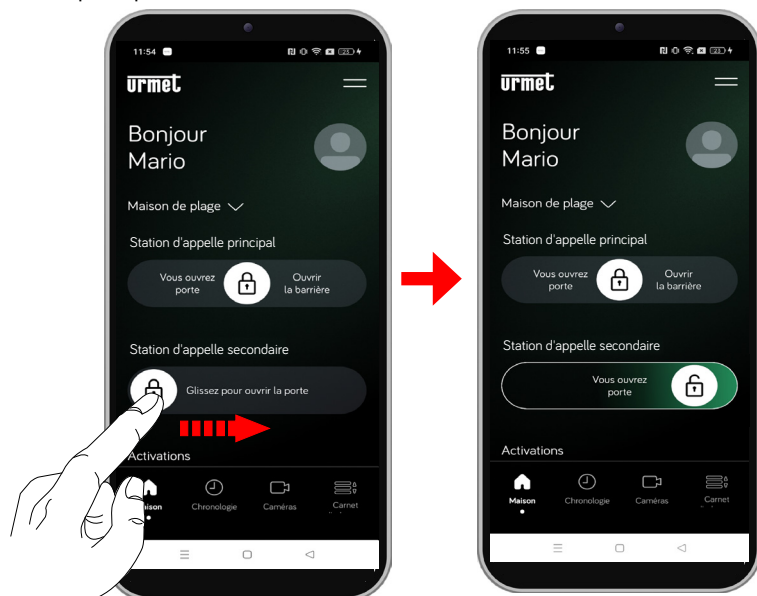 11:54
23
urmet
Bonjour
Mario
Maison de plage
Station d'appelle principal
Vous ouvrez
porte
Ouvrir
la barrière
Station d'appelle secondaire
Glissez pour ouvrir la porte
Activations
Maison
Chronologie
Caméras
Carnet
11:55
23
urmet
Bonjour
Mario
Maison de plage
Station d'appelle principal
Vous ouvrez
porte
Ouvrir
la barrière
Station d'appelle secondaire
Vous ouvrez
porte
Activations
Maison
Chronologie
Caméras
Carnet